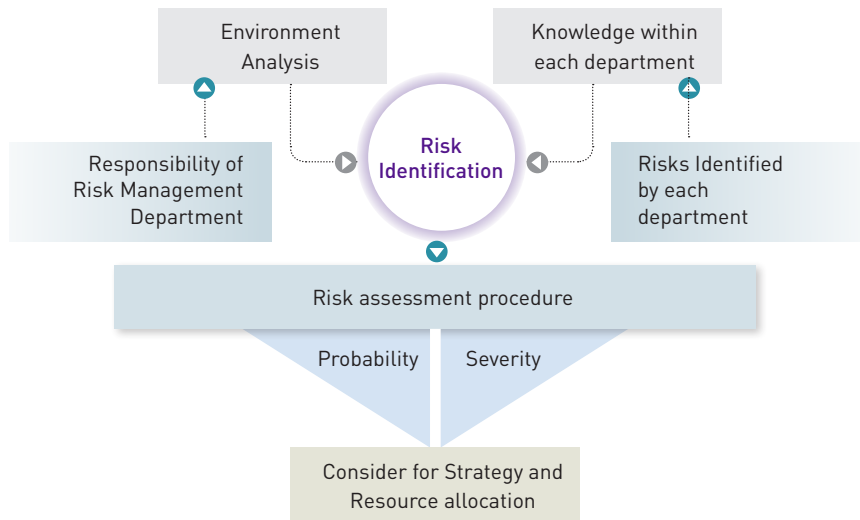 Environment
Analysis
Knowledge within
each department
Risk
Identification
Responsibility of
Risk Management
Department
Risks Identified
by each
department
Risk assessment procedure
Probability
Severity
Consider for Strategy and
Resource allocation